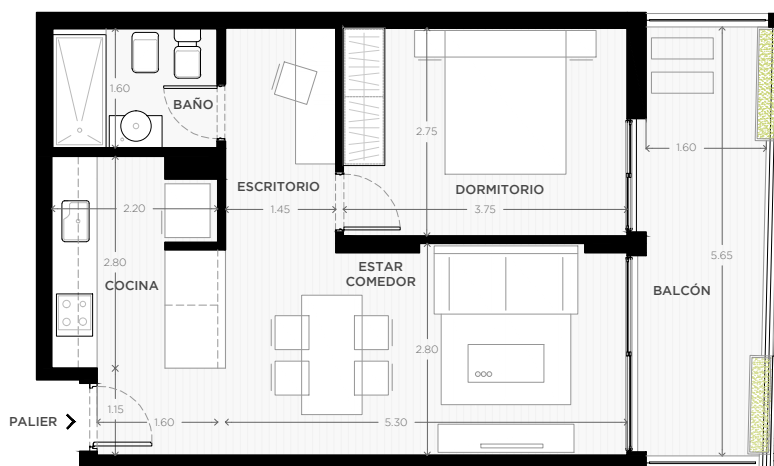 1.60
BAÑO
2.75
1.60
ESCRITORIO
DORMITORIO
2.20
1.45
3.75
5.65
2.80
COCINA
ESTAR
COMEDOR
BALCÓN
2.80
1.15
PALIER
1.60
5.30